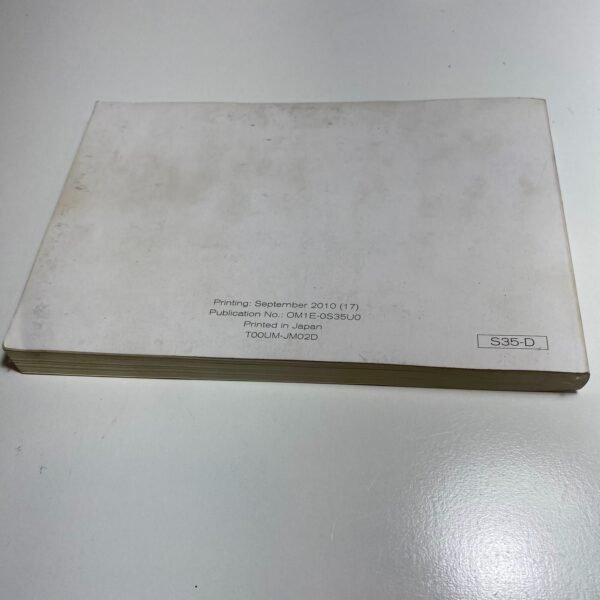 Printing: September 2010 (17)
Publication No.: OM1E-0S35U0
Printed in Japan
T00UM-JM02D
S35-D